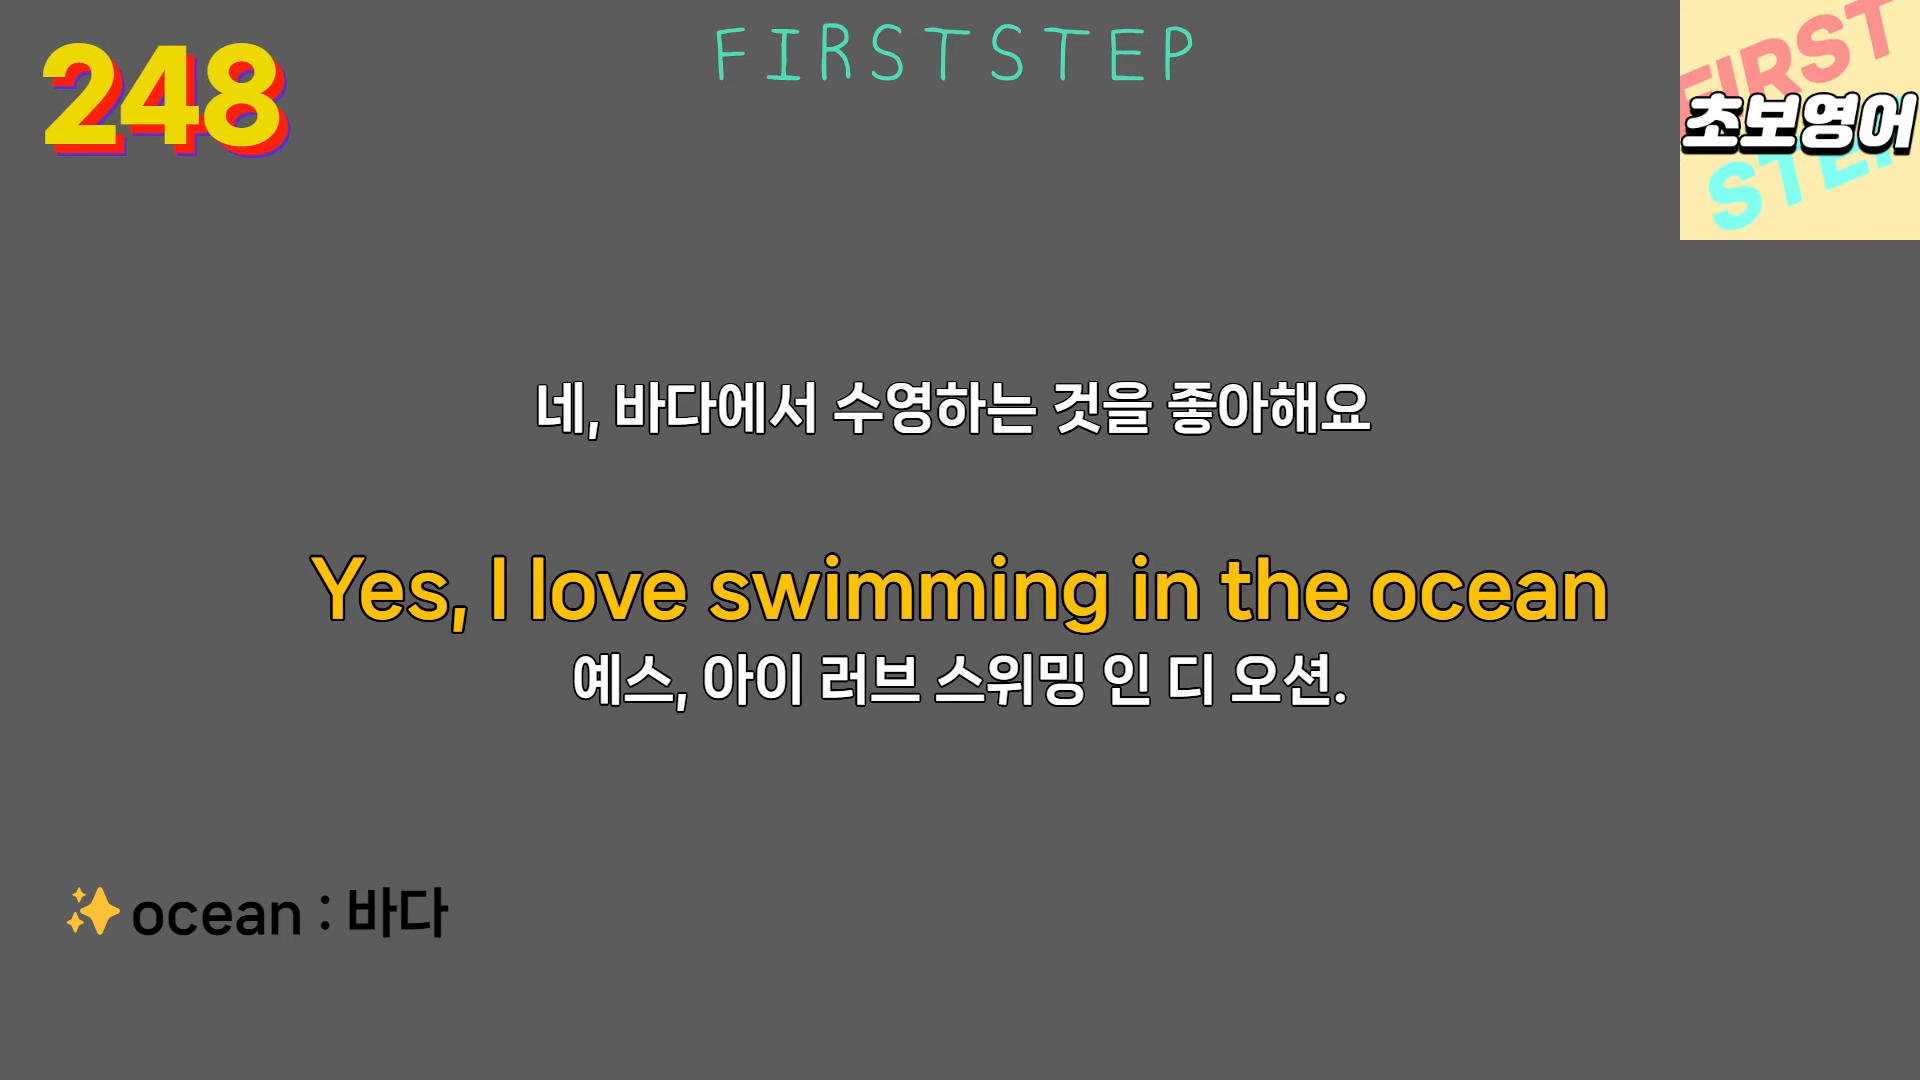 248
FIRSTSTEP
FIRST
초보영어
STEP
네, 바다에서 수영하는 것을 좋아해요
Yes, I love swimming in the ocean
예스, 아이 러브 스위밍 인 디 오션.
ocean : 바다